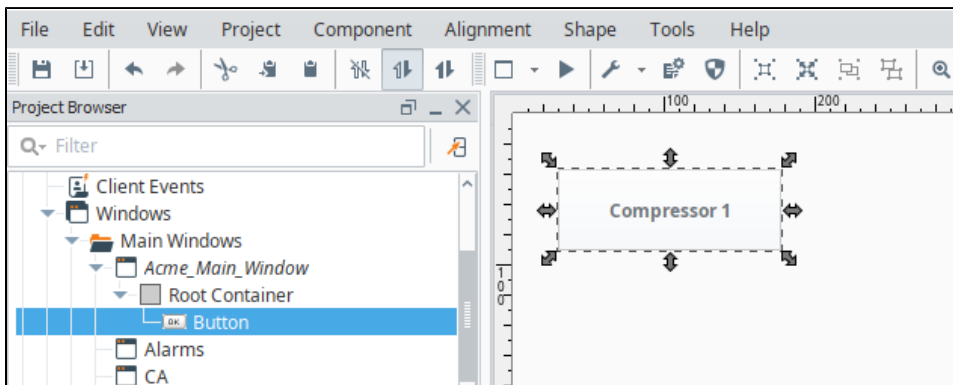 File Edit View Project Component Alignment Shape Tools Help
Project Browser
Filter
Client Events
Windows
Main Windows
Acme_Main_Window
Root Container
OK Button
Alarms
CA
100 200
Compressor 1
100